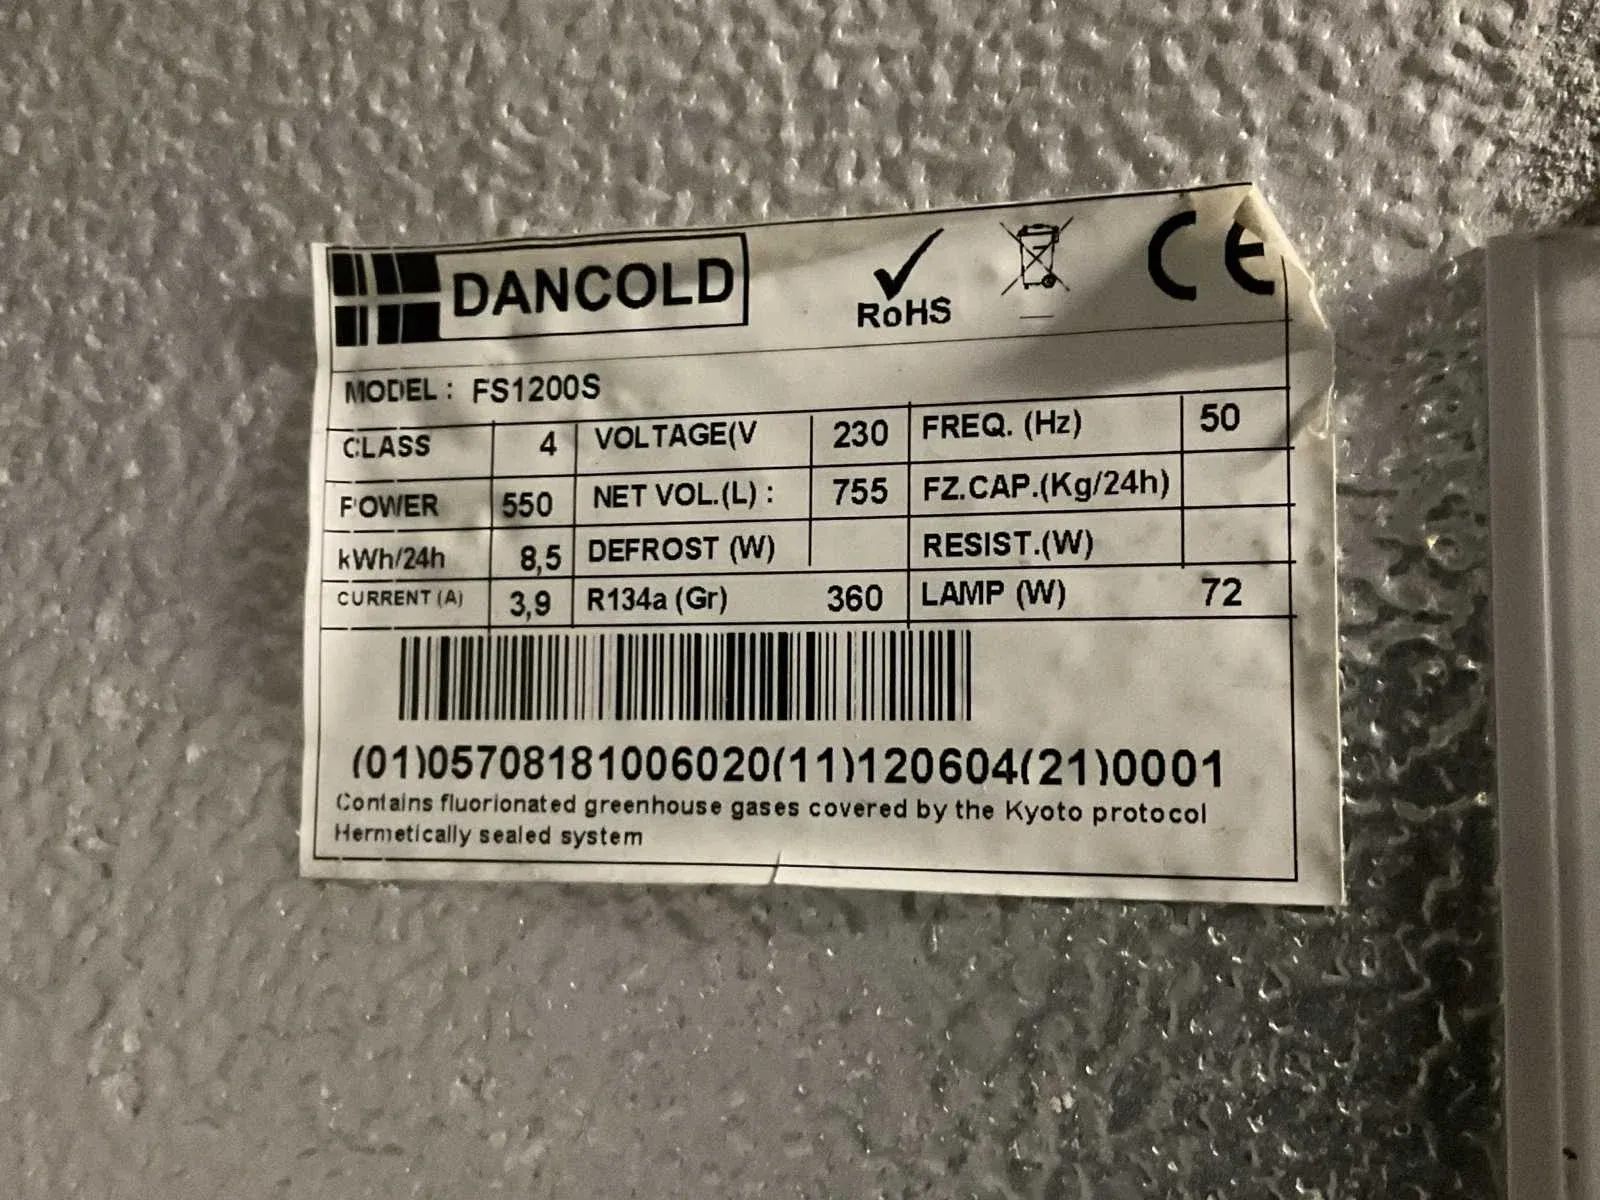 DANCOLD
RoHS
CE
MODEL : FS1200S
CLASS 4 VOLTAGE(V 230 FREQ. (Hz) 50
POWER 550 NET VOL.(L) : 755 FZ.CAP.(Kg/24h)
kWh/24h 8,5 DEFROST (W) RESIST.(W)
CURRENT (A) 3,9 R134a (Gr) 360 LAMP (W) 72
(01)05708181006020(11)120604(21)0001
Contains fluorionated greenhouse gases covered by the Kyoto protocol
Hermetically sealed system